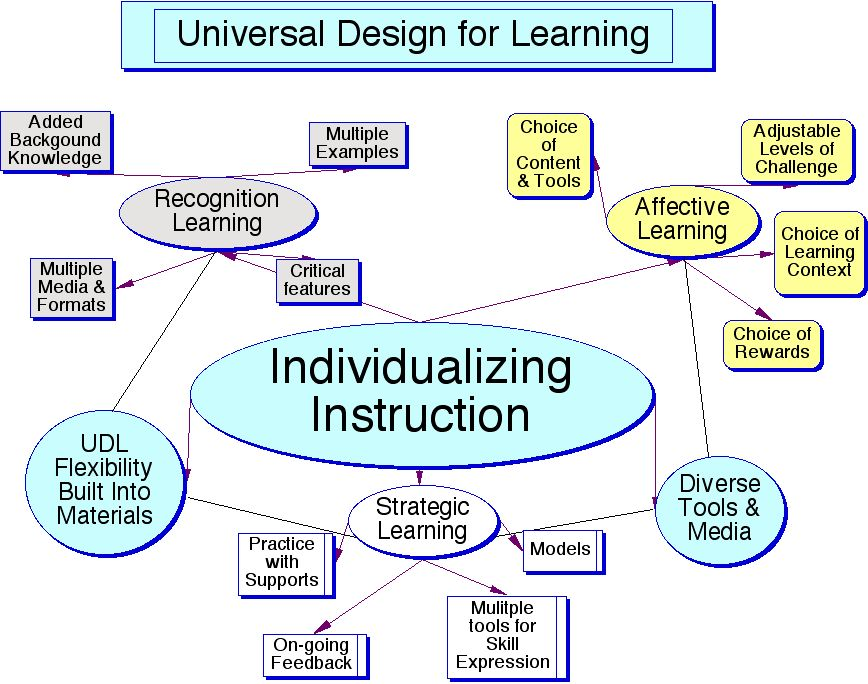 Universal Design for Learning
Added
Backgound
Knowledge
Multiple
Examples
Choice
of
Content
& Tools
Adjustable
Levels of
Challenge
Recognition
Learning
Affective
Learning
Choice of
Learning
Context
Multiple
Media &
Formats
Critical
features
Choice of
Rewards
Individualizing
Instruction
UDL
Flexibility
Built Into
Materials
Strategic
Learning
Diverse
Tools &
Media
Practice
with
Supports
Models
On-going
Feedback
Mulitple
tools for
Skill
Expression